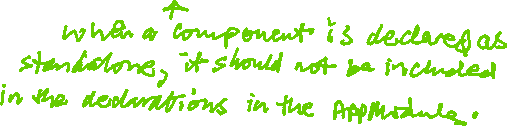 when a component is declared as
standalone, it should not be included
in the declarations in the AppModule.